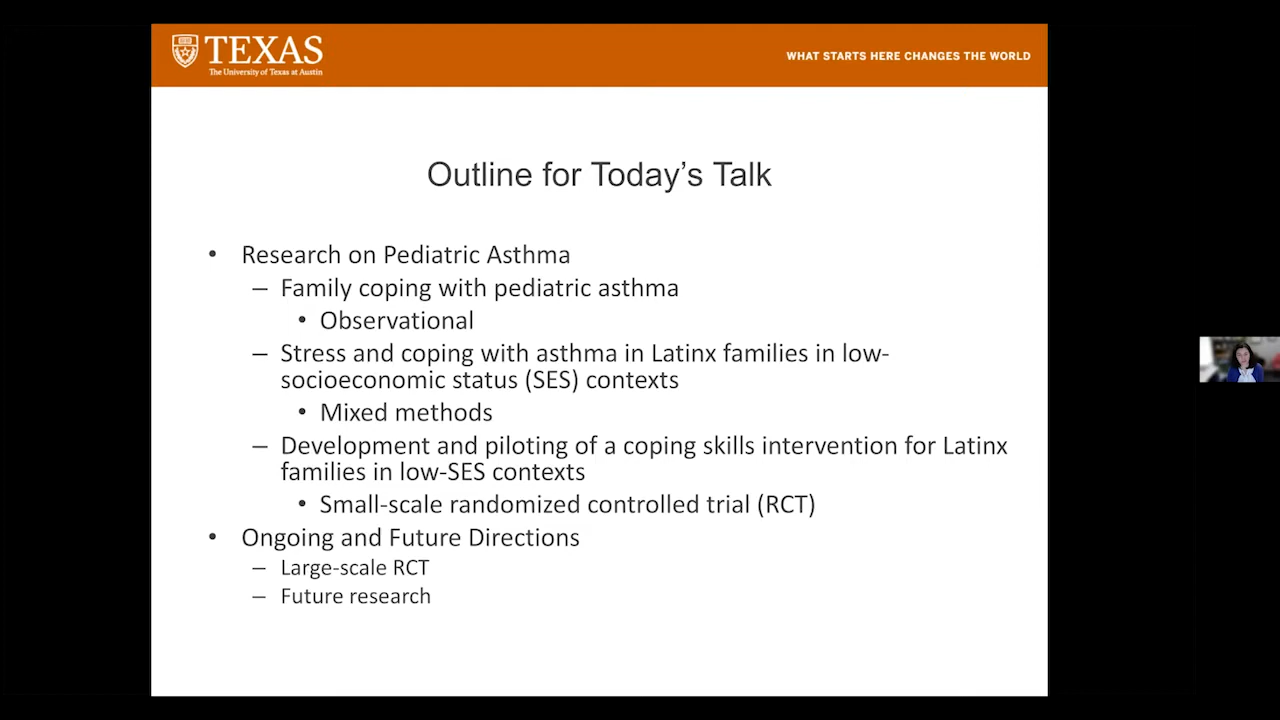 TEXAS
The University of Texas at Austin
WHAT STARTS HERE CHANGES THE WORLD
Outline for Today’s Talk
• Research on Pediatric Asthma
– Family coping with pediatric asthma
• Observational
– Stress and coping with asthma in Latinx families in low-
socioeconomic status (SES) contexts
• Mixed methods
– Development and piloting of a coping skills intervention for Latinx
families in low-SES contexts
• Small-scale randomized controlled trial (RCT)
• Ongoing and Future Directions
– Large-scale RCT
– Future research